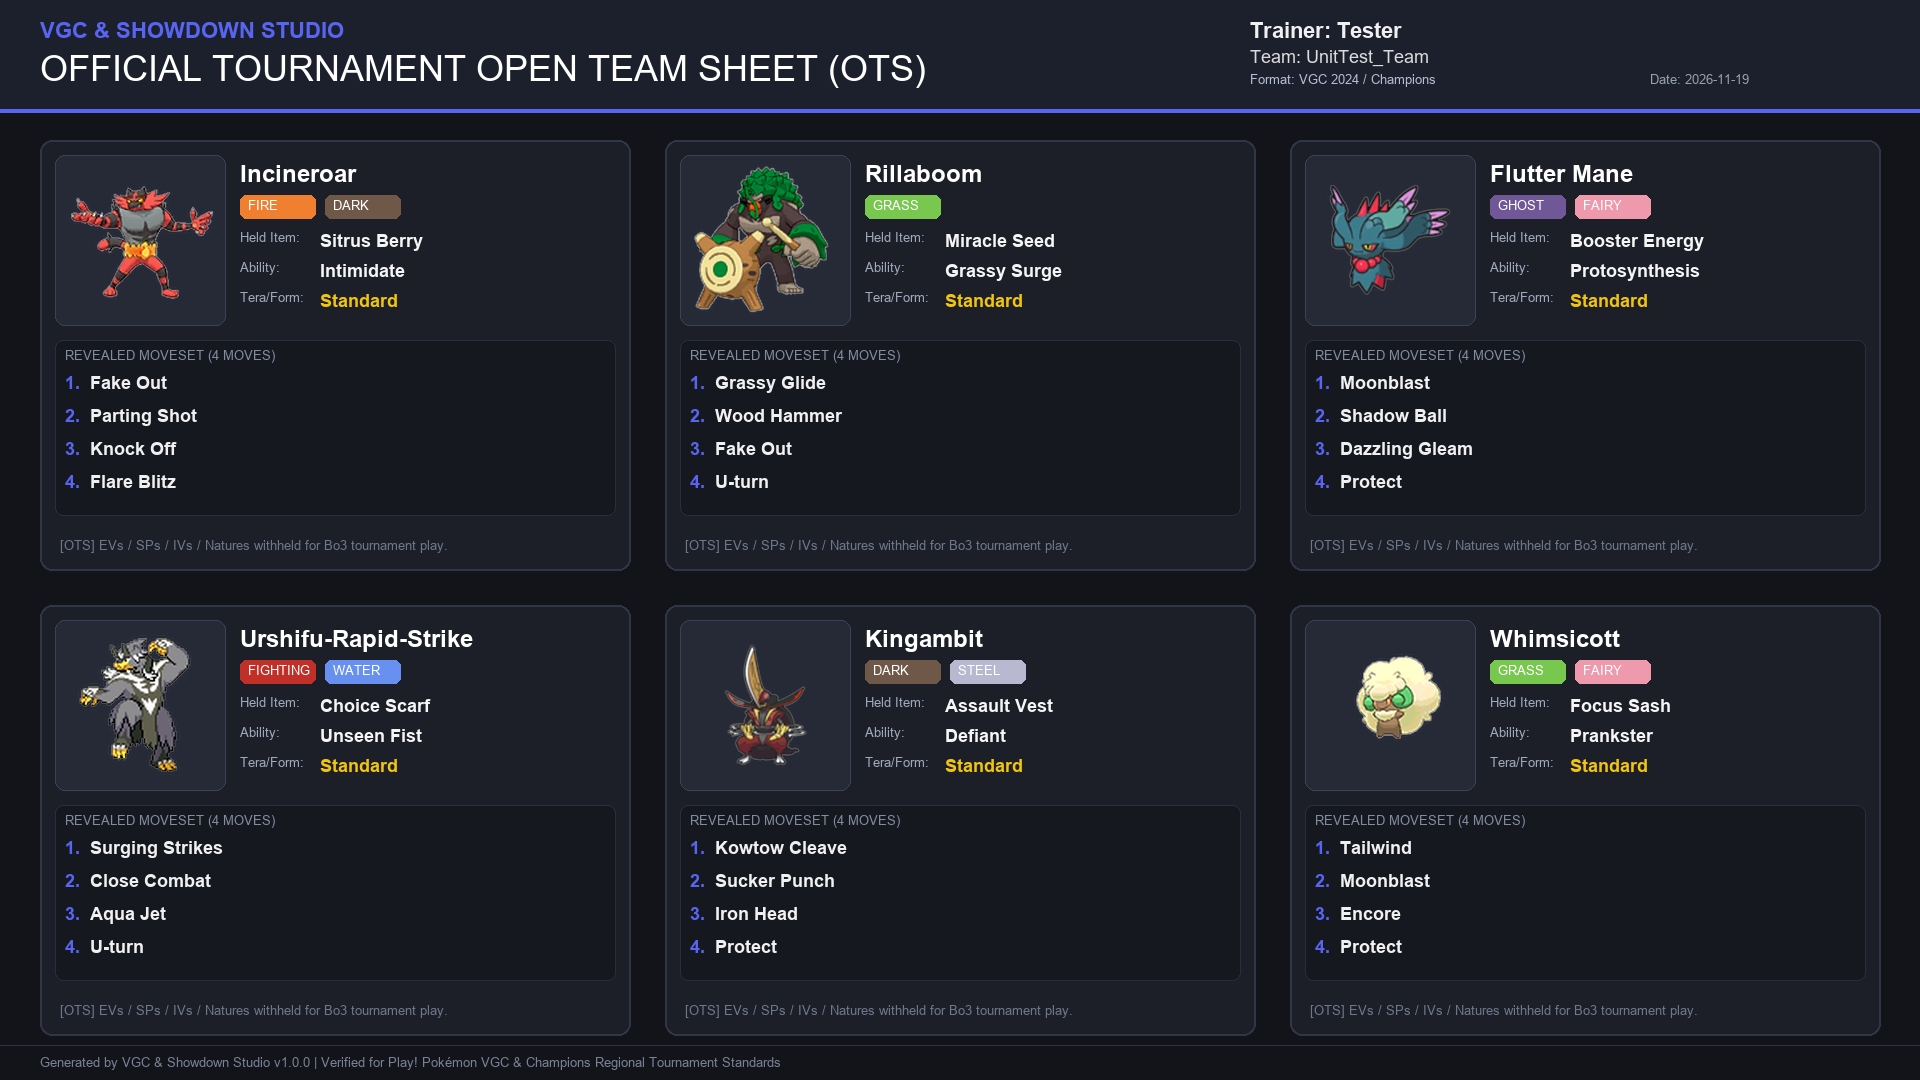 VGC & SHOWDOWN STUDIO
OFFICIAL TOURNAMENT OPEN TEAM SHEET (OTS)
Trainer: Tester
Team: UnitTest_Team
Format: VGC 2024 / Champions
Date: 2026-11-19
Incineroar
FIRE DARK
Held Item: Sitrus Berry
Ability: Intimidate
Tera/Form: Standard
REVEALED MOVESET (4 MOVES)
1. Fake Out
2. Parting Shot
3. Knock Off
4. Flare Blitz
[OTS] EVs / SPs / IVs / Natures withheld for Bo3 tournament play.
Rillaboom
GRASS
Held Item: Miracle Seed
Ability: Grassy Surge
Tera/Form: Standard
REVEALED MOVESET (4 MOVES)
1. Grassy Glide
2. Wood Hammer
3. Fake Out
4. U-turn
[OTS] EVs / SPs / IVs / Natures withheld for Bo3 tournament play.
Flutter Mane
GHOST FAIRY
Held Item: Booster Energy
Ability: Protosynthesis
Tera/Form: Standard
REVEALED MOVESET (4 MOVES)
1. Moonblast
2. Shadow Ball
3. Dazzling Gleam
4. Protect
[OTS] EVs / SPs / IVs / Natures withheld for Bo3 tournament play.
Urshifu-Rapid-Strike
FIGHTING WATER
Held Item: Choice Scarf
Ability: Unseen Fist
Tera/Form: Standard
REVEALED MOVESET (4 MOVES)
1. Surging Strikes
2. Close Combat
3. Aqua Jet
4. U-turn
[OTS] EVs / SPs / IVs / Natures withheld for Bo3 tournament play.
Kingambit
DARK STEEL
Held Item: Assault Vest
Ability: Defiant
Tera/Form: Standard
REVEALED MOVESET (4 MOVES)
1. Kowtow Cleave
2. Sucker Punch
3. Iron Head
4. Protect
[OTS] EVs / SPs / IVs / Natures withheld for Bo3 tournament play.
Whimsicott
GRASS FAIRY
Held Item: Focus Sash
Ability: Prankster
Tera/Form: Standard
REVEALED MOVESET (4 MOVES)
1. Tailwind
2. Moonblast
3. Encore
4. Protect
[OTS] EVs / SPs / IVs / Natures withheld for Bo3 tournament play.
Generated by VGC & Showdown Studio v1.0.0 | Verified for Play! Pokémon VGC & Champions Regional Tournament Standards